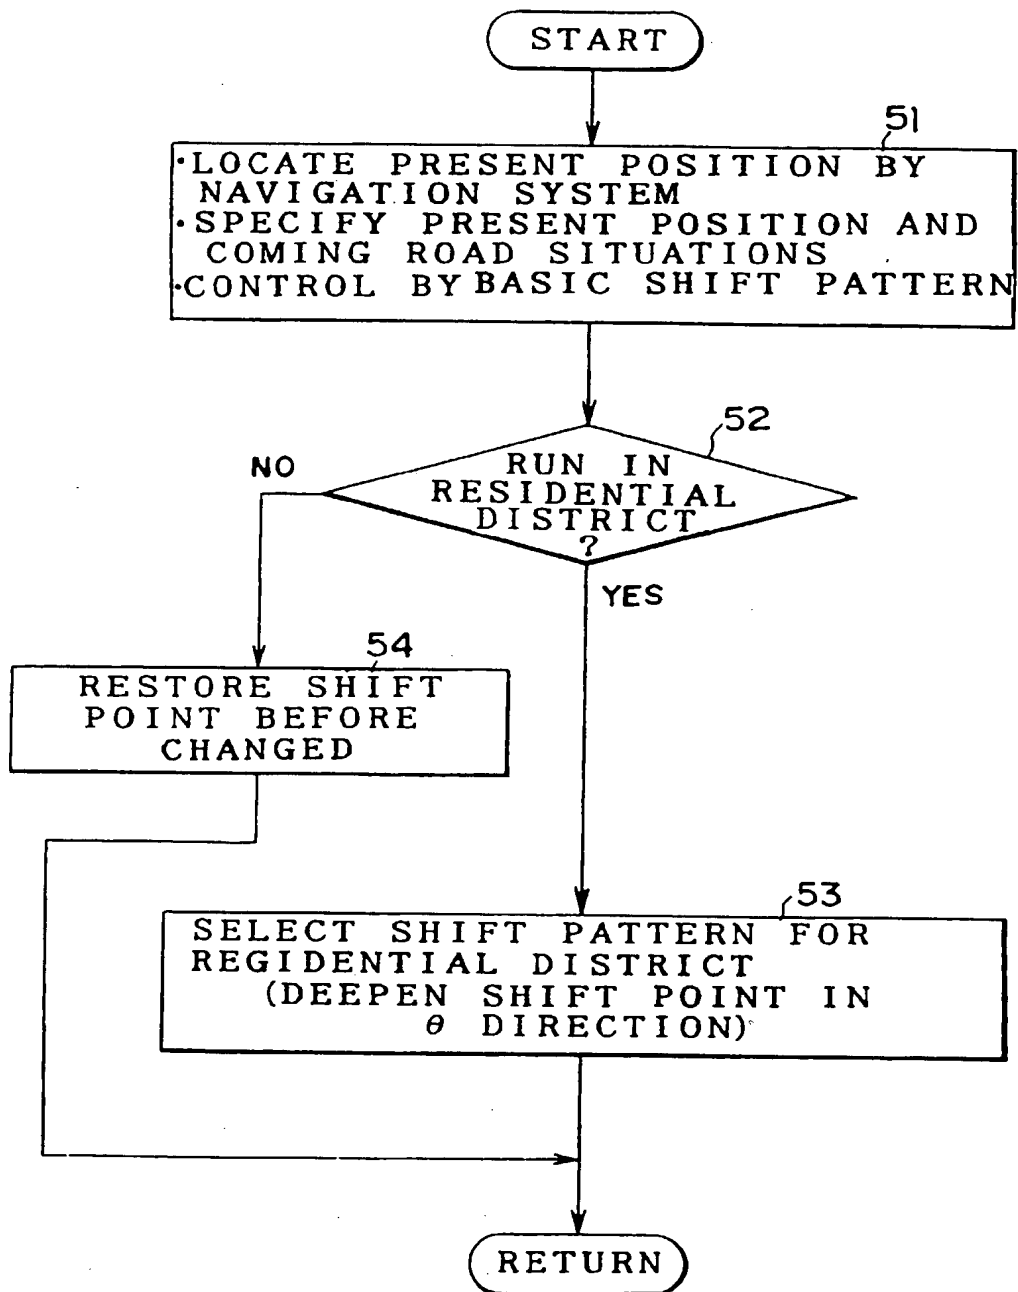 START
51
·LOCATE PRESENT POSITION BY
NAVIGATION SYSTEM
·SPECIFY PRESENT POSITION AND
COMING ROAD SITUATIONS
·CONTROL BY BASIC SHIFT PATTERN
52
RUN IN
RESIDENTIAL
DISTRICT
?
NO
YES
54
RESTORE SHIFT
POINT BEFORE
CHANGED
53
SELECT SHIFT PATTERN FOR
REGIDENTIAL DISTRICT
(DEEPEN SHIFT POINT IN
θ DIRECTION)
RETURN